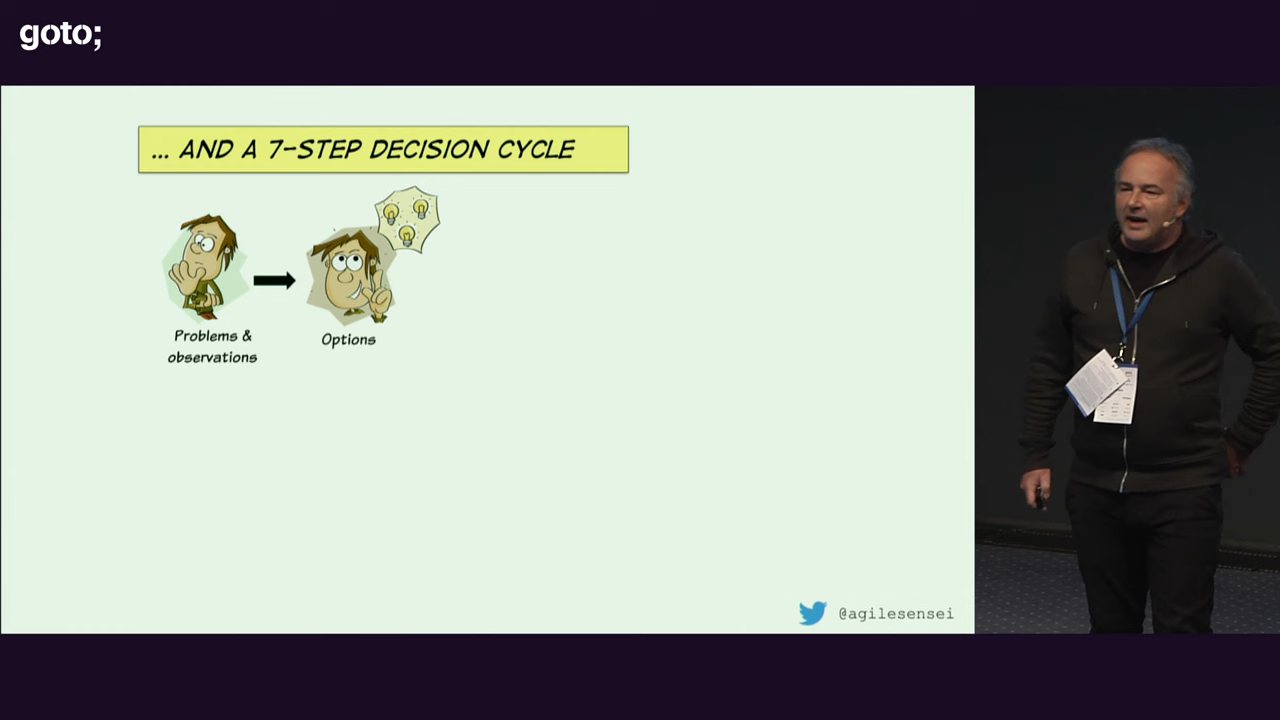 goto;
... AND A 7-STEP DECISION CYCLE
Problems &
observations
Options
@agilesensei